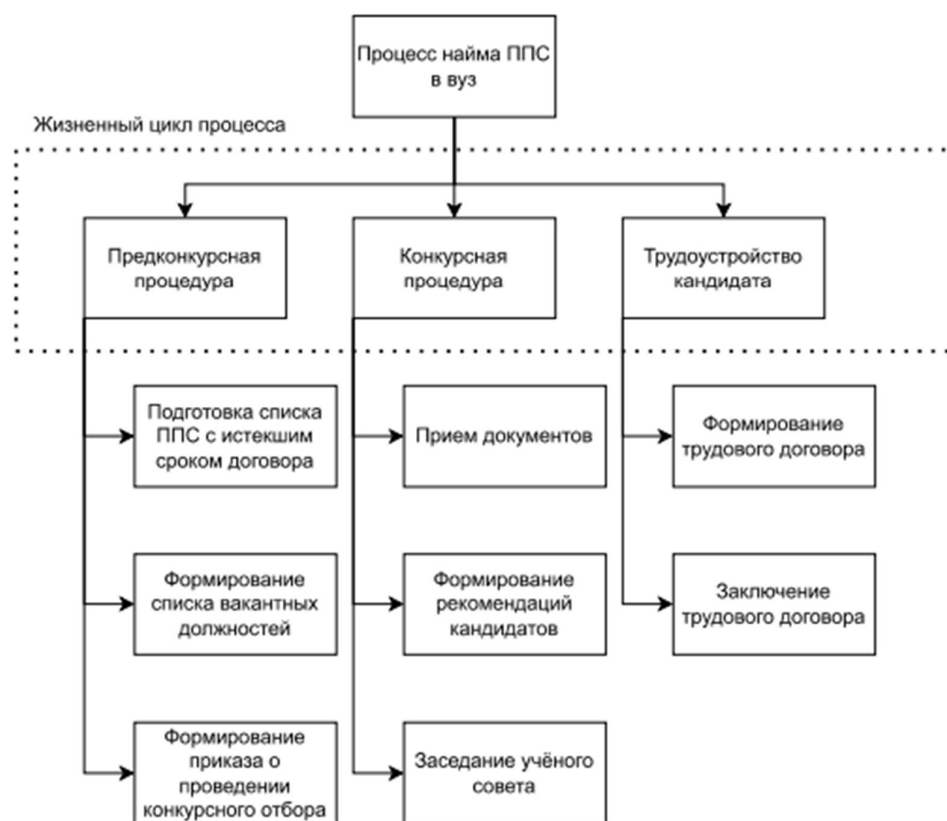 Процесс найма ППС
в вуз
Жизненный цикл процесса
Предконкурсная
процедура
Конкурсная
процедура
Трудоустройство
кандидата
Подготовка списка
ППС с истекшим
сроком договора
Прием документов
Формирование
трудового договора
Формирование
списка вакантных
должностей
Формирование
рекомендаций
кандидатов
Заключение
трудового договора
Формирование
приказа о
проведении
конкурсного отбора
Заседание учёного
совета